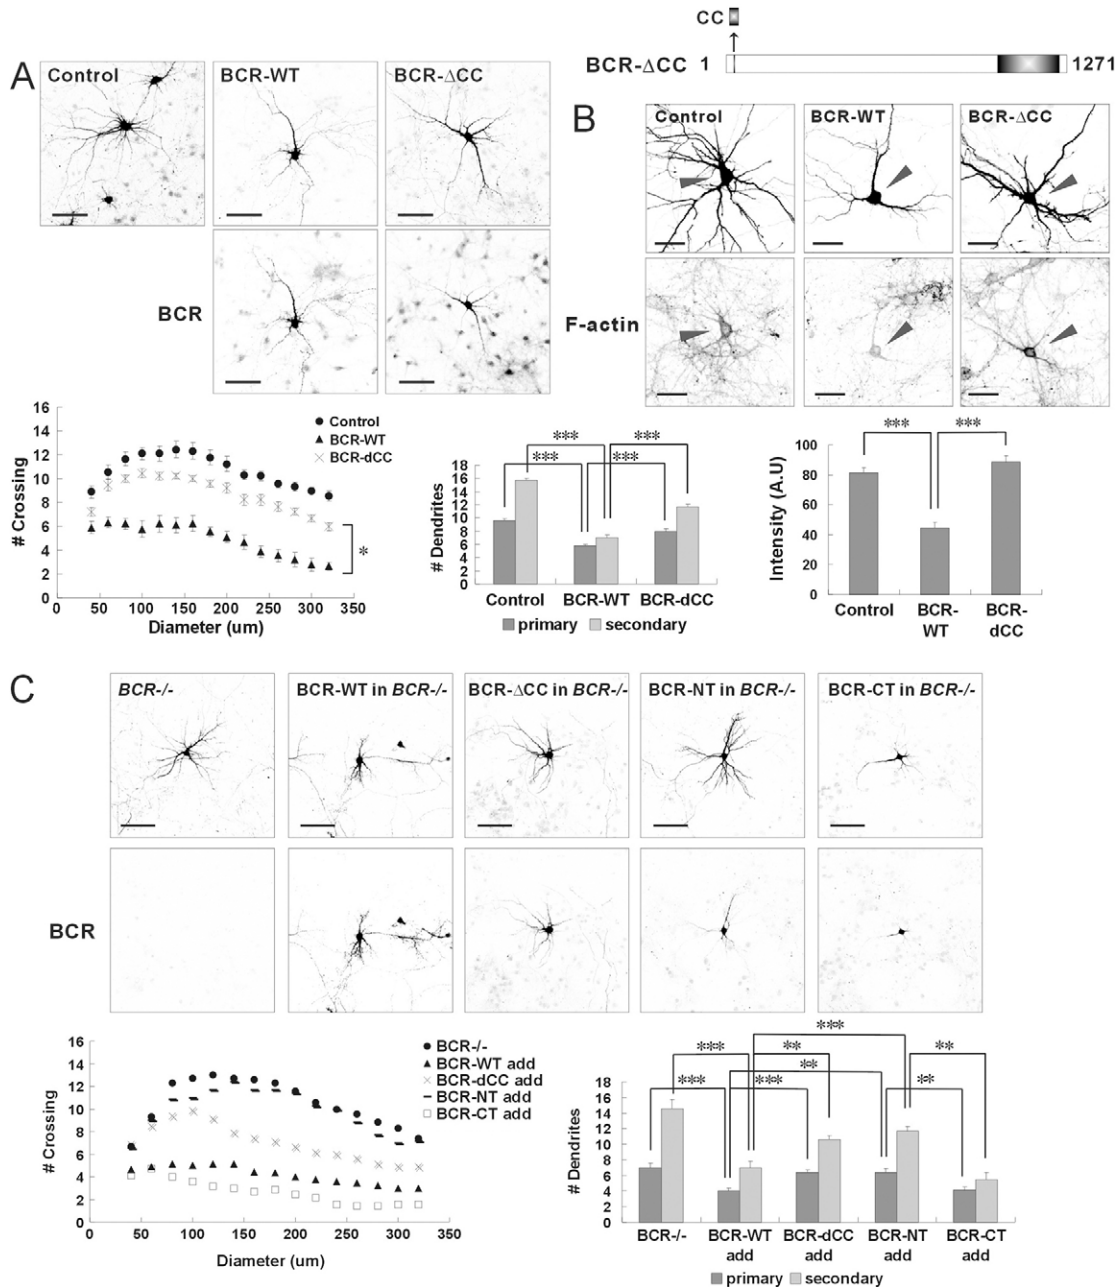 CC
BCR-ΔCC 1 1271
A
Control
BCR-WT
BCR-ΔCC
BCR
# Crossing
16
14
12
10
8
6
4
2
0
0 50 100 150 200 250 300 350
Diameter (um)
Control
BCR-WT
BCR-dCC
*
# Dendrites
18
16
14
12
10
8
6
4
2
0
*** ***
*** ***
Control BCR-WT BCR-dCC
primary secondary
B
Control
BCR-WT
BCR-ΔCC
F-actin
Intensity (A.U)
100
80
60
40
20
0
*** ***
Control BCR-WT BCR-dCC
C
BCR-/-
BCR-WT in BCR-/-
BCR-ΔCC in BCR-/-
BCR-NT in BCR-/-
BCR-CT in BCR-/-
BCR
# Crossing
16
14
12
10
8
6
4
2
0
0 50 100 150 200 250 300 350
Diameter (um)
BCR-/-
BCR-WT add
BCR-dCC add
BCR-NT add
BCR-CT add
# Dendrites
18
16
14
12
10
8
6
4
2
0
***
*** ** **
**
*** *** **
BCR-/- BCR-WT add BCR-dCC add BCR-NT add BCR-CT add
primary secondary